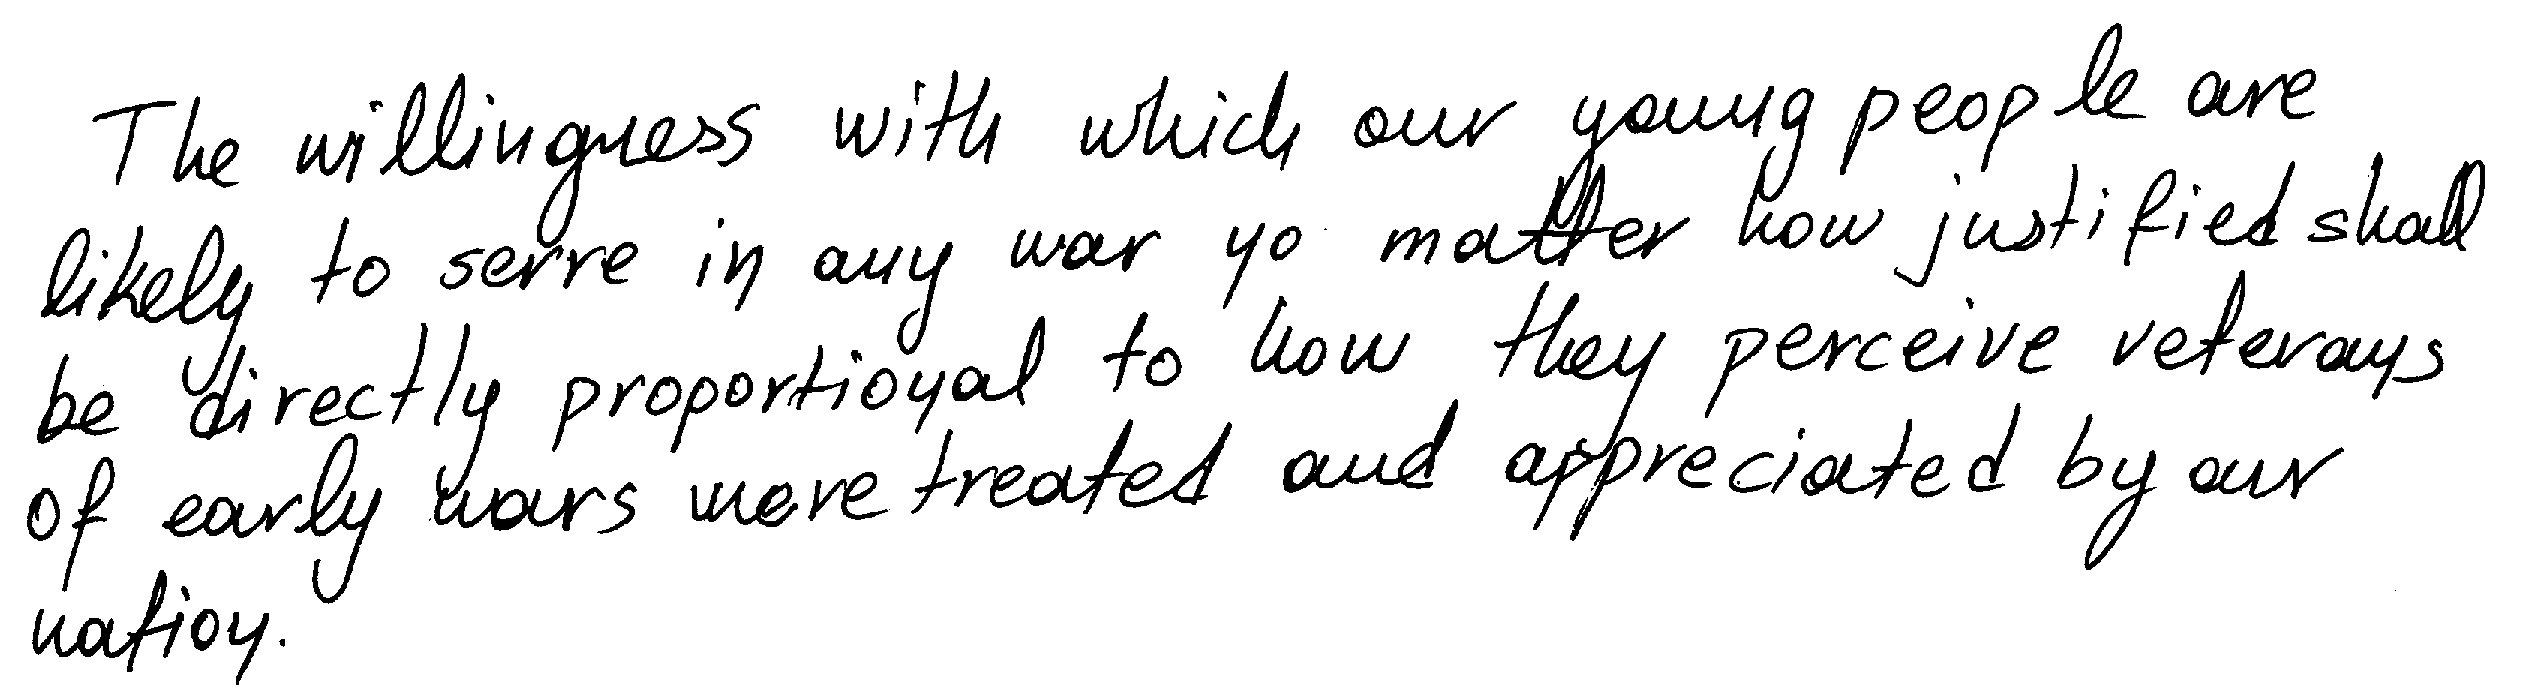 The willingness with which our young people are
likely to serve in any war no matter how justified shall
be directly proportional to how they perceive veterans
of early wars were treated and appreciated by our
nation.